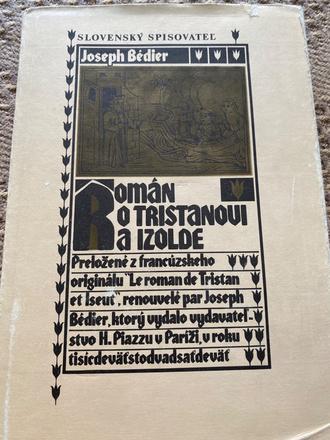 SLOVENSKÝ SPISOVATEĽ
Joseph Bédier
Román
o TRISTANOVI
a IZOLDE
Preložené z francúzskeho
originálu "Le roman de Tristan
et Iseut", renouvelé par Joseph
Bédier, ktorý vydalo vydavateľ-
stvo H. Piazzu v Paríži, v roku
tisícdeväťstodvadsaťdeväť